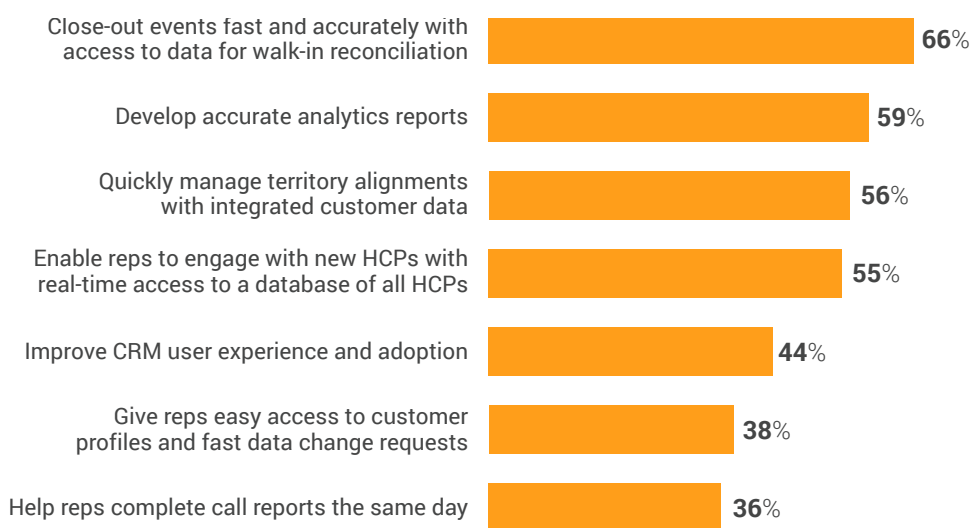 Close-out events fast and accurately with
access to data for walk-in reconciliation
66%
Develop accurate analytics reports
59%
Quickly manage territory alignments
with integrated customer data
56%
Enable reps to engage with new HCPs with
real-time access to a database of all HCPs
55%
Improve CRM user experience and adoption
44%
Give reps easy access to customer
profiles and fast data change requests
38%
Help reps complete call reports the same day
36%